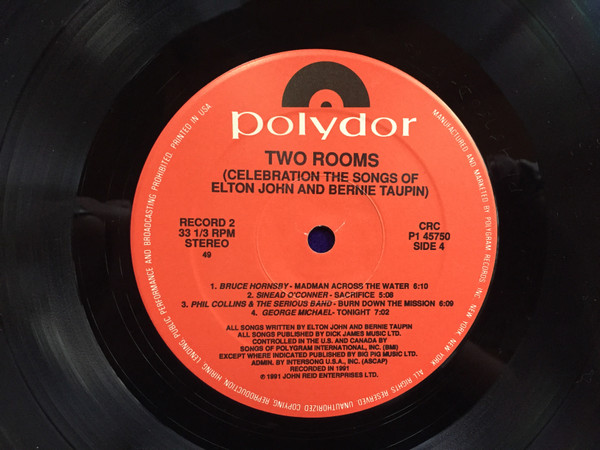 polydor
TWO ROOMS
(CELEBRATION THE SONGS OF
ELTON JOHN AND BERNIE TAUPIN)
RECORD 2
33 1/3 RPM
STEREO
49
CRC
P1 45750
SIDE 4
1. BRUCE HORNSBY - MADMAN ACROSS THE WATER 6:10
2. SINEAD O'CONNER - SACRIFICE 5:08
3. PHIL COLLINS & THE SERIOUS BAND - BURN DOWN THE MISSION 6:09
4. GEORGE MICHAEL - TONIGHT 7:02
ALL SONGS WRITTEN BY ELTON JOHN AND BERNIE TAUPIN
ALL SONGS PUBLISHED BY DICK JAMES MUSIC LTD.
CONTROLLED IN THE U.S. AND CANADA BY
SONGS OF POLYGRAM INTERNATIONAL, INC. (BMI)
EXCEPT WHERE INDICATED PUBLISHED BY BIG PIG MUSIC LTD.
ADMIN. BY INTERSONG U.S.A., INC. (ASCAP)
RECORDED IN 1991
© 1991 JOHN REID ENTERPRISES LTD.
MANUFACTURED AND MARKETED BY POLYGRAM RECORDS, INC. NEW YORK, NEW YORK.
ALL RIGHTS RESERVED. UNAUTHORIZED COPYING, REPRODUCTION, HIRING, LENDING, PUBLIC PERFORMANCE AND BROADCASTING PROHIBITED. PRINTED IN USA